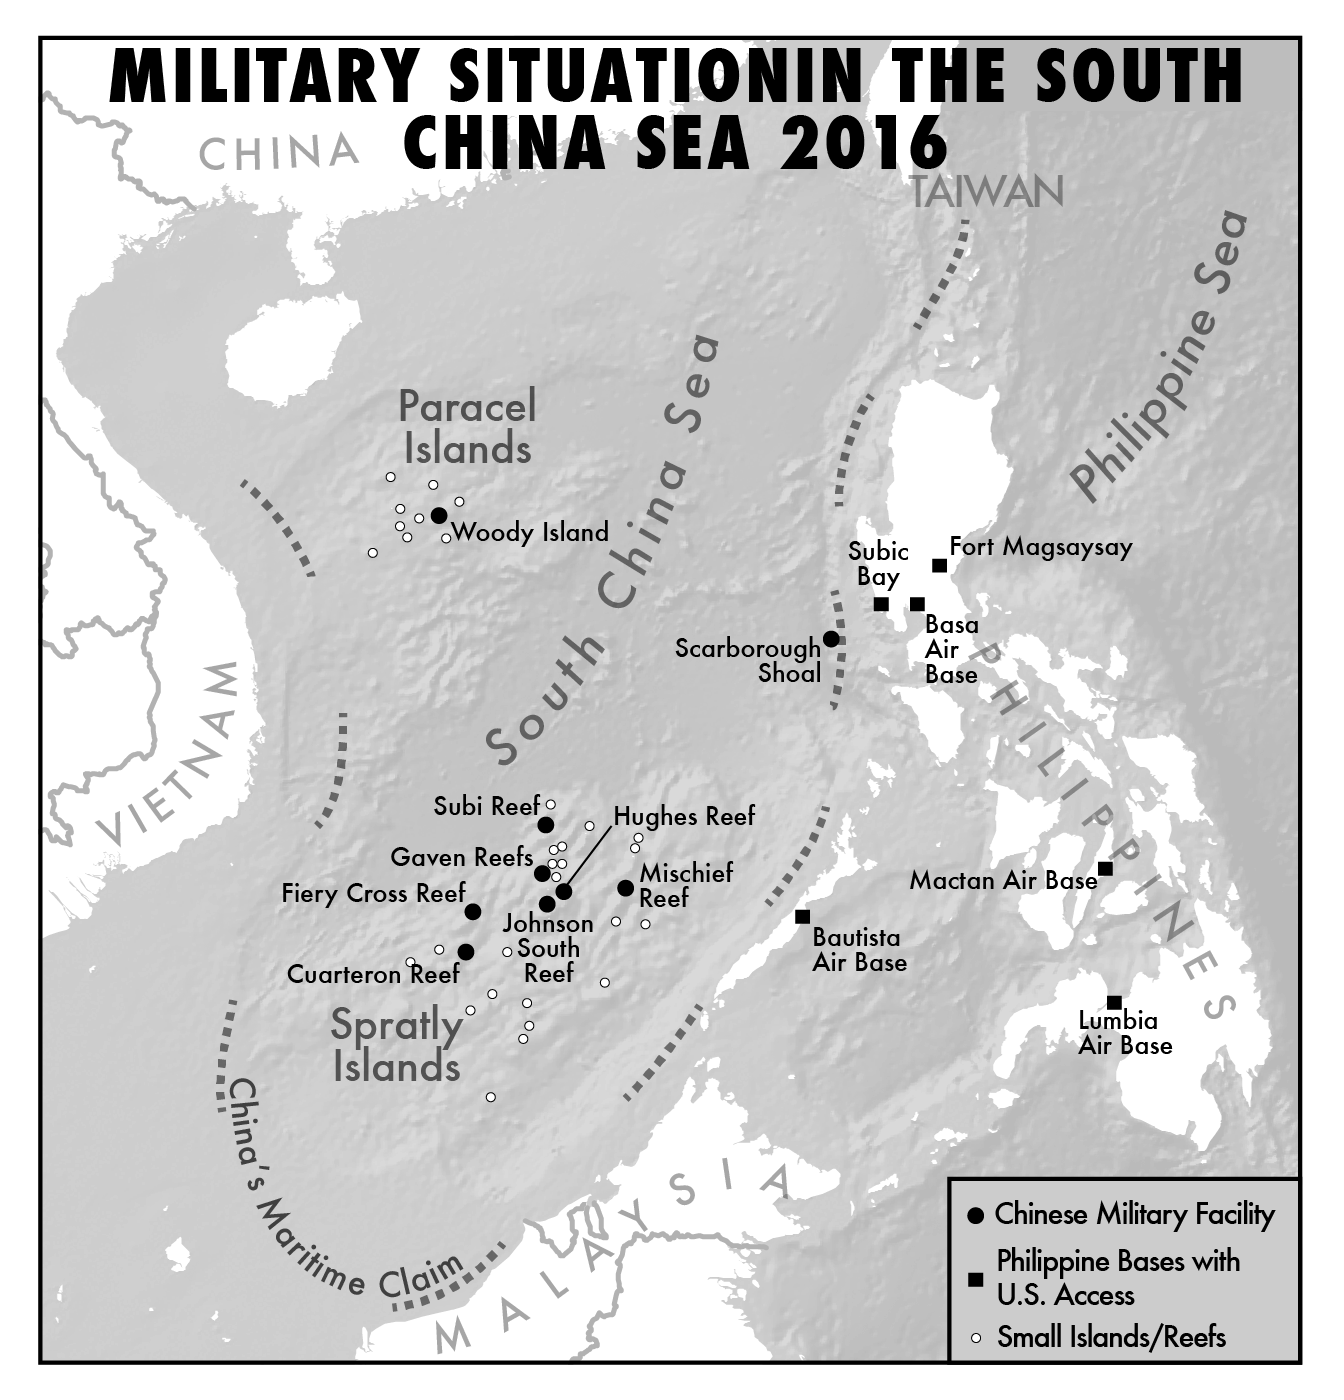 MILITARY SITUATIONIN THE SOUTH
CHINA SEA 2016
CHINA
TAIWAN
Philippine Sea
South China Sea
Paracel
Islands
Woody Island
Fort Magsaysay
Subic
Bay
Basa
Air
Base
Scarborough
Shoal
PHILIPPINES
VIETNAM
Subi Reef
Hughes Reef
Gaven Reefs
Mischief
Reef
Fiery Cross Reef
Johnson
South
Reef
Cuarteron Reef
Mactan Air Base
Bautista
Air Base
Lumbia
Air Base
Spratly
Islands
China's Maritime Claim
MALAYSIA
Chinese Military Facility
Philippine Bases with
U.S. Access
Small Islands/Reefs